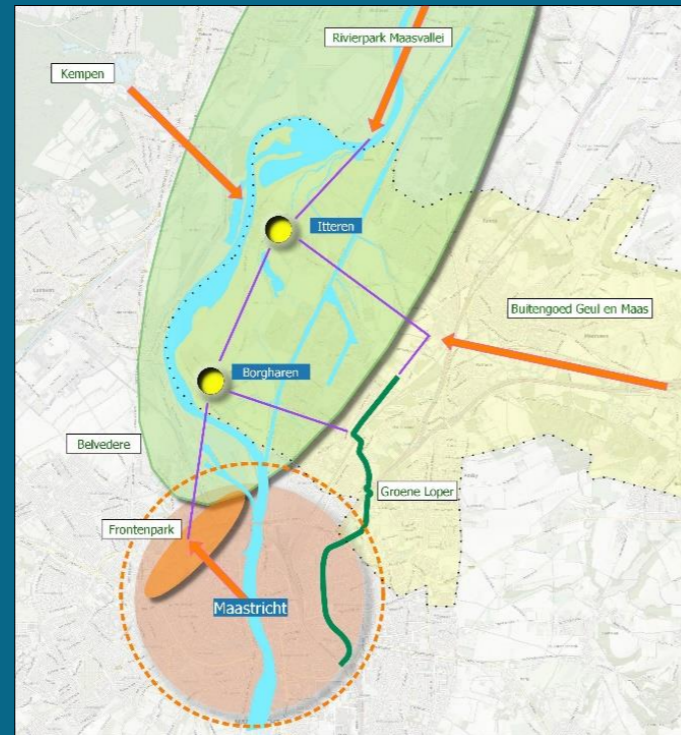 Rivierpark Maasvallei
Kempen
Itteren
Buitengoed Geul en Maas
Borgharen
Belvedere
Groene Loper
Frontenpark
Maastricht